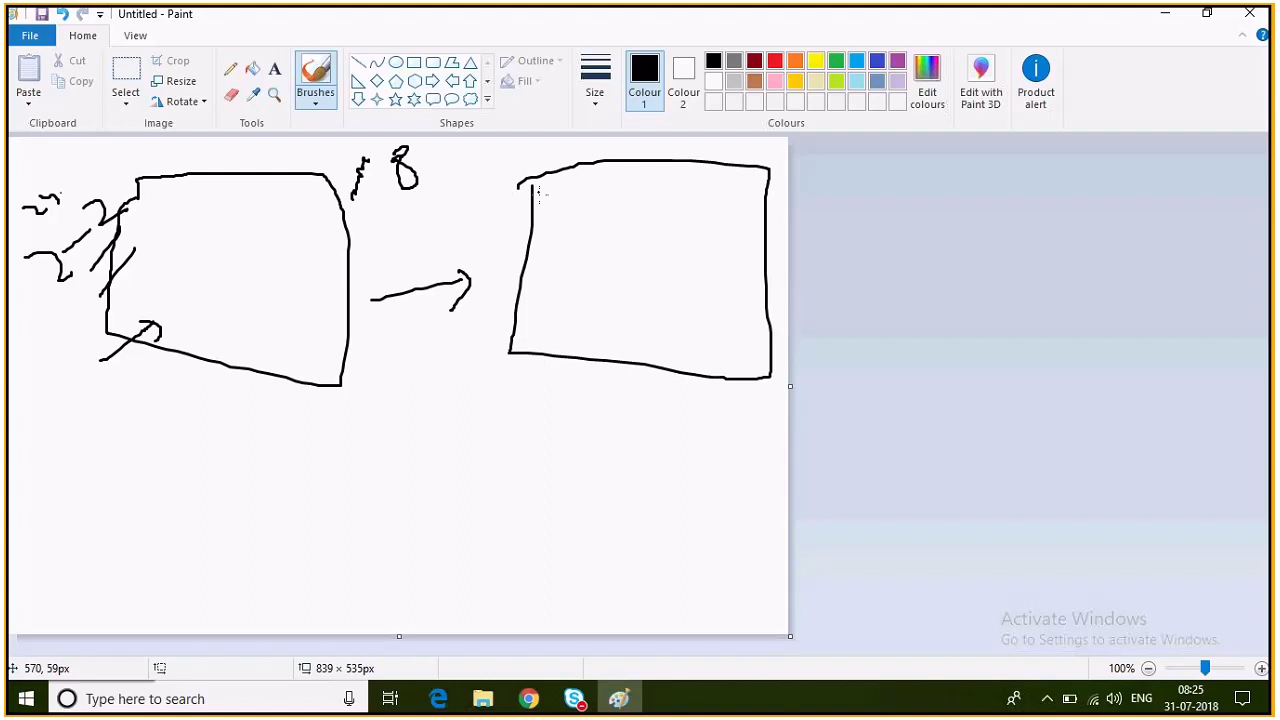 Untitled - Paint
File Home View
Cut
Copy
Paste
Crop
Resize
Rotate
Select
Brushes
Outline
Fill
Size
Colour 1
Colour 2
Edit colours
Edit with Paint 3D
Product alert
Clipboard Image Tools Shapes Colours
8
Activate Windows
Go to Settings to activate Windows.
570, 59px 839 × 535px 100%
Type here to search
ENG
08:25
31-07-2018